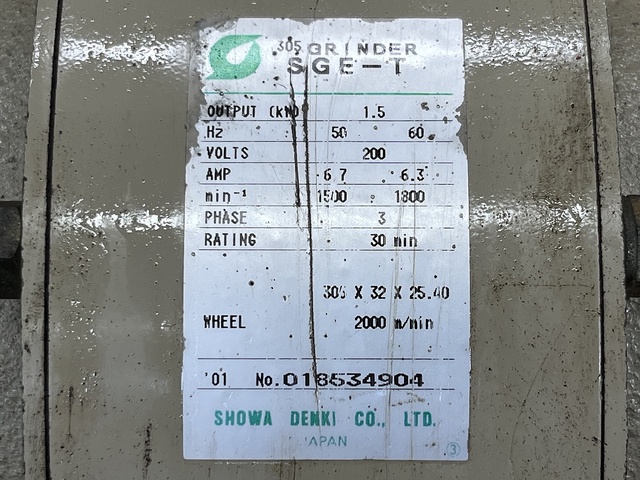 305 GRINDER
SGE-T
OUTPUT (kW) 1.5
Hz 50 60
VOLTS 200
AMP 6.7 6.3
min⁻¹ 1500 1800
PHASE 3
RATING 30 min
305 X 32 X 25.40
WHEEL 2000 m/min
'01 No.018534904
SHOWA DENKI CO., LTD.
JAPAN
③